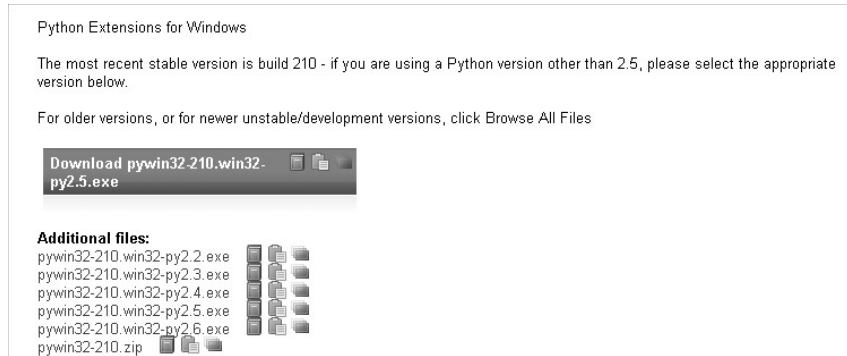 Python Extensions for Windows
The most recent stable version is build 210 - if you are using a Python version other than 2.5, please select the appropriate
version below.
For older versions, or for newer unstable/development versions, click Browse All Files
Download pywin32-210.win32-
py2.5.exe
Additional files:
pywin32-210.win32-py2.2.exe
pywin32-210.win32-py2.3.exe
pywin32-210.win32-py2.4.exe
pywin32-210.win32-py2.5.exe
pywin32-210.win32-py2.6.exe
pywin32-210.zip